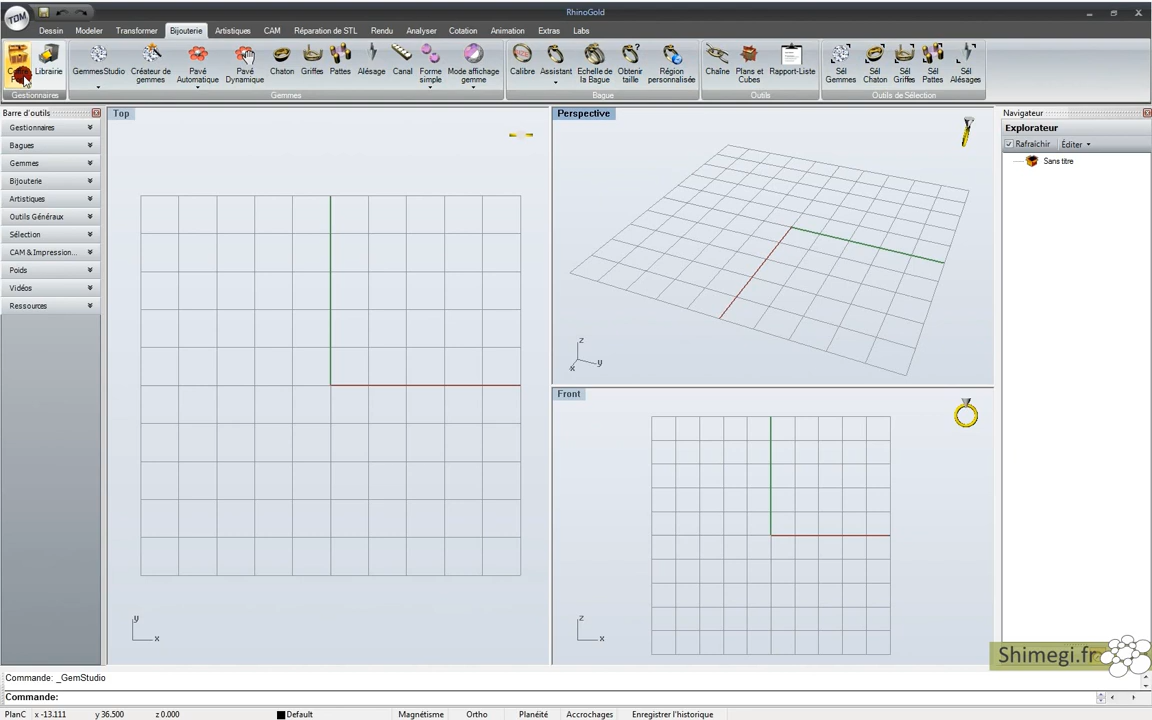 TDM
RhinoGold
Dessin Modeler Transformer Bijouterie Artistiques CAM Réparation de STL Rendu Analyser Cotation Animation Extras Labs
Librairie
GemmesStudio
Créateur de gemmes
Pavé Automatique
Pavé Dynamique
Chaton
Griffes
Pattes
Alésage
Canal
Forme simple
Mode affichage gemme
Calibre
Assistant
Echelle de la Bague
Obtenir taille
Région personnalisée
Chaîne
Plans et Cubes
Rapport-Liste
Sél Gemmes
Sél Chaton
Sél Griffes
Sél Pattes
Sél Alésages
Gestionnaires Gemmes Bague Outils Outils de Sélection
Barre d'outils
Gestionnaires
Bagues
Gemmes
Bijouterie
Artistiques
Outils Généraux
Sélection
CAM & Impression...
Poids
Vidéos
Ressources
Top
y
x
Perspective
z
y
x
Front
z
x
Navigateur
Explorateur
Rafraîchir Éditer
Sans titre
Shimegi.fr
Commande: _GemStudio
Commande:
PlanC x -13.111 y 36.500 z 0.000 Default Magnétisme Ortho Planéité Accrochages Enregistrer l'historique